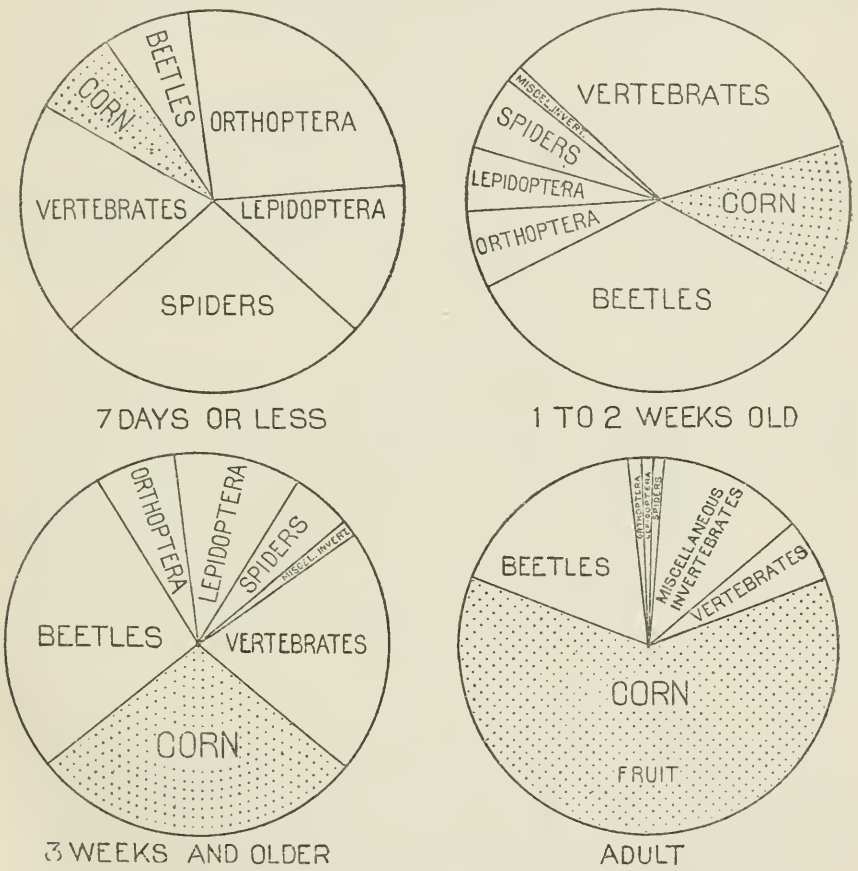 BEETLES
ORTHOPTERA
CORN
VERTEBRATES
LEPIDOPTERA
SPIDERS
7 DAYS OR LESS
VERTEBRATES
MISCEL. INVERT.
SPIDERS
LEPIDOPTERA
ORTHOPTERA
CORN
BEETLES
1 TO 2 WEEKS OLD
ORTHOPTERA
LEPIDOPTERA
SPIDERS
MISCEL. INVERT.
BEETLES
VERTEBRATES
CORN
3 WEEKS AND OLDER
BEETLES
ORTHOPTERA
LEPIDOPTERA
SPIDERS
MISCELLANEOUS
INVERTEBRATES
VERTEBRATES
CORN
FRUIT
ADULT